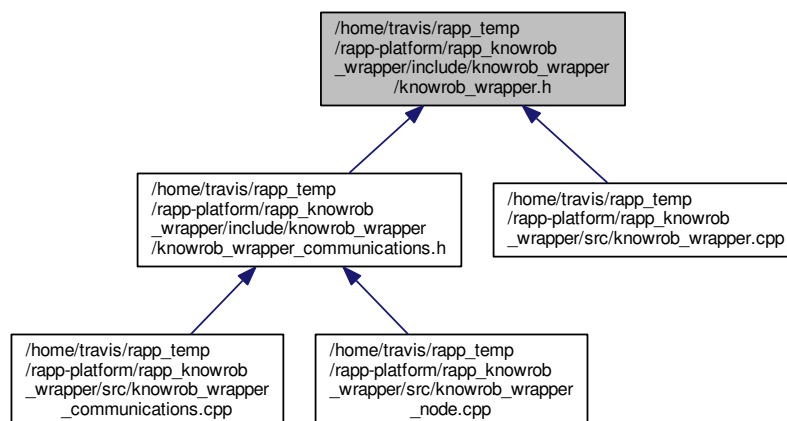 /home/travis/rapp_temp
/rapp-platform/rapp_knowrob
_wrapper/include/knowrob_wrapper
/knowrob_wrapper.h
/home/travis/rapp_temp
/rapp-platform/rapp_knowrob
_wrapper/include/knowrob_wrapper
/knowrob_wrapper_communications.h
/home/travis/rapp_temp
/rapp-platform/rapp_knowrob
_wrapper/src/knowrob_wrapper.cpp
/home/travis/rapp_temp
/rapp-platform/rapp_knowrob
_wrapper/src/knowrob_wrapper
_communications.cpp
/home/travis/rapp_temp
/rapp-platform/rapp_knowrob
_wrapper/src/knowrob_wrapper
_node.cpp